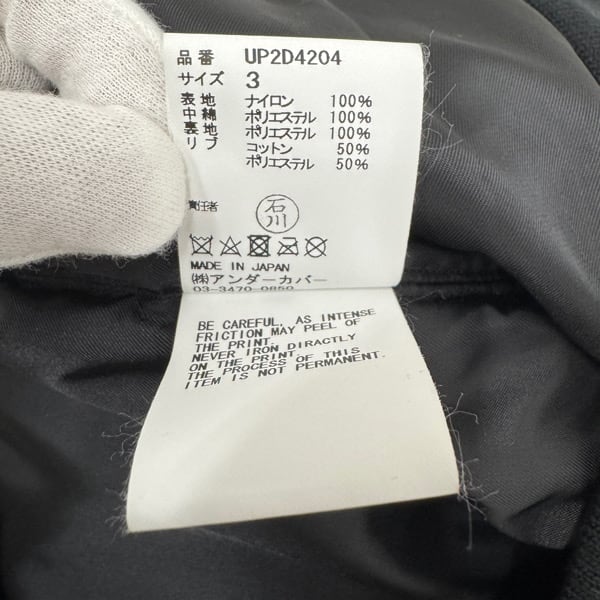 品番 UP2D4204
サイズ 3
表地 ナイロン 100%
中綿 ポリエステル 100%
裏地 ポリエステル 100%
リブ コットン 50%
ポリエステル 50%
責任者 石川
MADE IN JAPAN
㈱アンダーカバー
03-3470-0850
BE CAREFUL, AS INTENSE
FRICTION MAY PEEL OF
THE PRINT.
NEVER IRON DIRACTLY
ON THE PRINT.
THE PROCESS OF THIS
ITEM IS NOT PERMANENT.